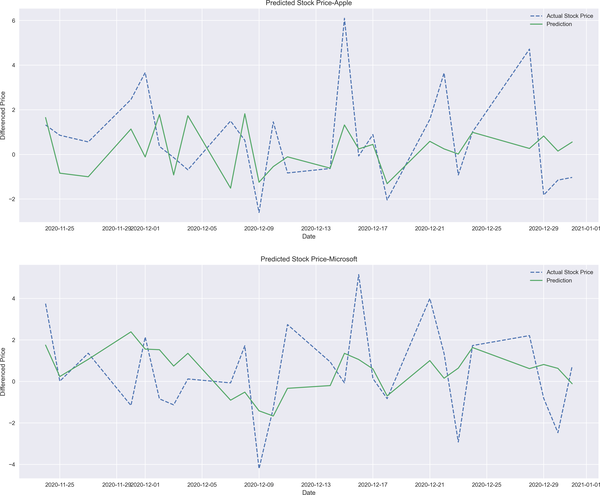 Predicted Stock Price-Apple
Actual Stock Price
Prediction
6
4
2
0
−2
Differenced Price
2020-11-25 2020-11-29 2020-12-01 2020-12-05 2020-12-09 2020-12-13 2020-12-17 2020-12-21 2020-12-25 2020-12-29 2021-01-01
Date
Predicted Stock Price-Microsoft
Actual Stock Price
Prediction
4
2
0
−2
−4
Differenced Price
2020-11-25 2020-11-29 2020-12-01 2020-12-05 2020-12-09 2020-12-13 2020-12-17 2020-12-21 2020-12-25 2020-12-29 2021-01-01
Date